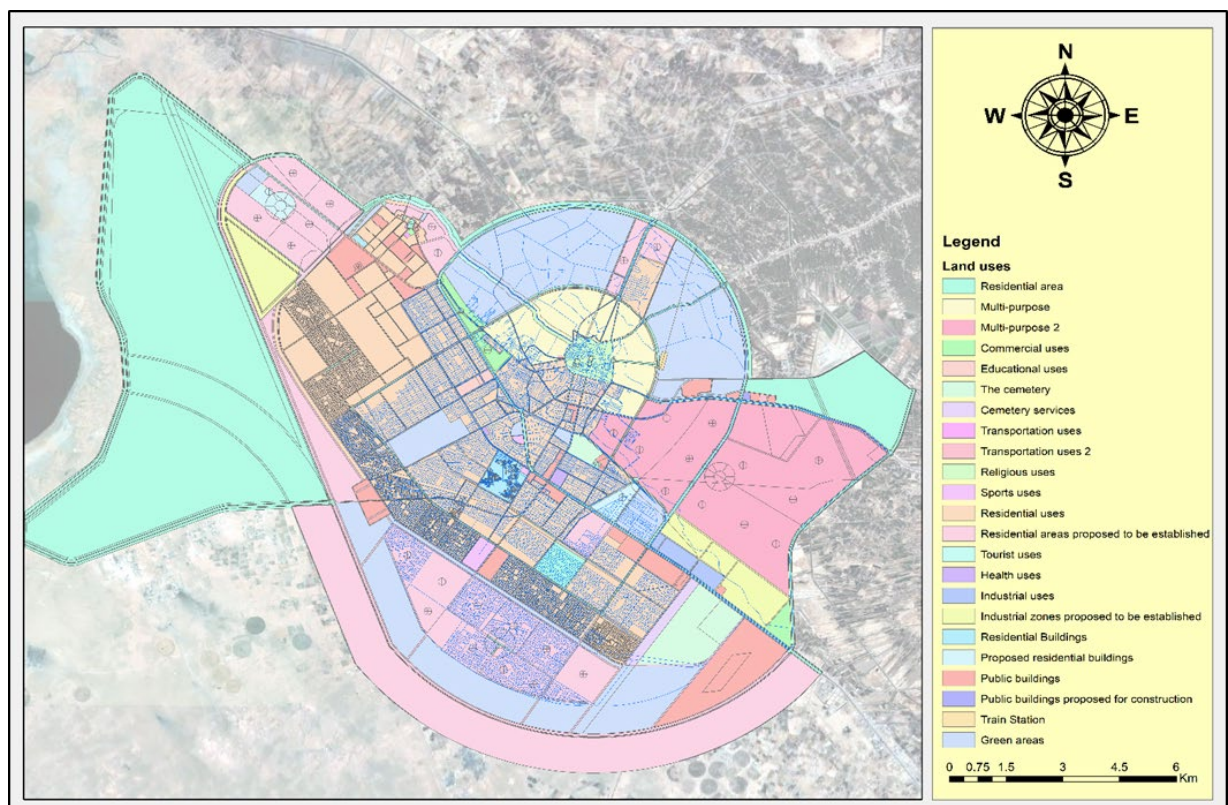 N
W E
S
Legend
Land uses
Residential area
Multi-purpose
Multi-purpose 2
Commercial uses
Educational uses
The cemetery
Cemetery services
Transportation uses
Transportation uses 2
Religious uses
Sports uses
Residential uses
Residential areas proposed to be established
Tourist uses
Health uses
Industrial uses
Industrial zones proposed to be established
Residential Buildings
Proposed residential buildings
Public buildings
Public buildings proposed for construction
Train Station
Green areas
0 0.75 1.5 3 4.5 6
Km